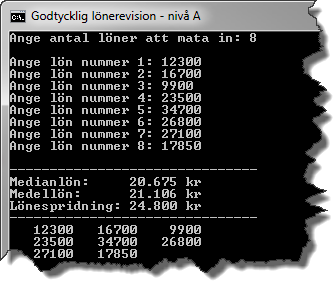 Godtycklig lönerevision - nivå A
Ange antal löner att mata in: 8
Ange lön nummer 1: 12300
Ange lön nummer 2: 16700
Ange lön nummer 3: 9900
Ange lön nummer 4: 23500
Ange lön nummer 5: 34700
Ange lön nummer 6: 26800
Ange lön nummer 7: 27100
Ange lön nummer 8: 17850
-------------------------------
Medianlön: 20.675 kr
Medellön: 21.106 kr
Lönespridning: 24.800 kr
-------------------------------
12300 16700 9900
23500 34700 26800
27100 17850